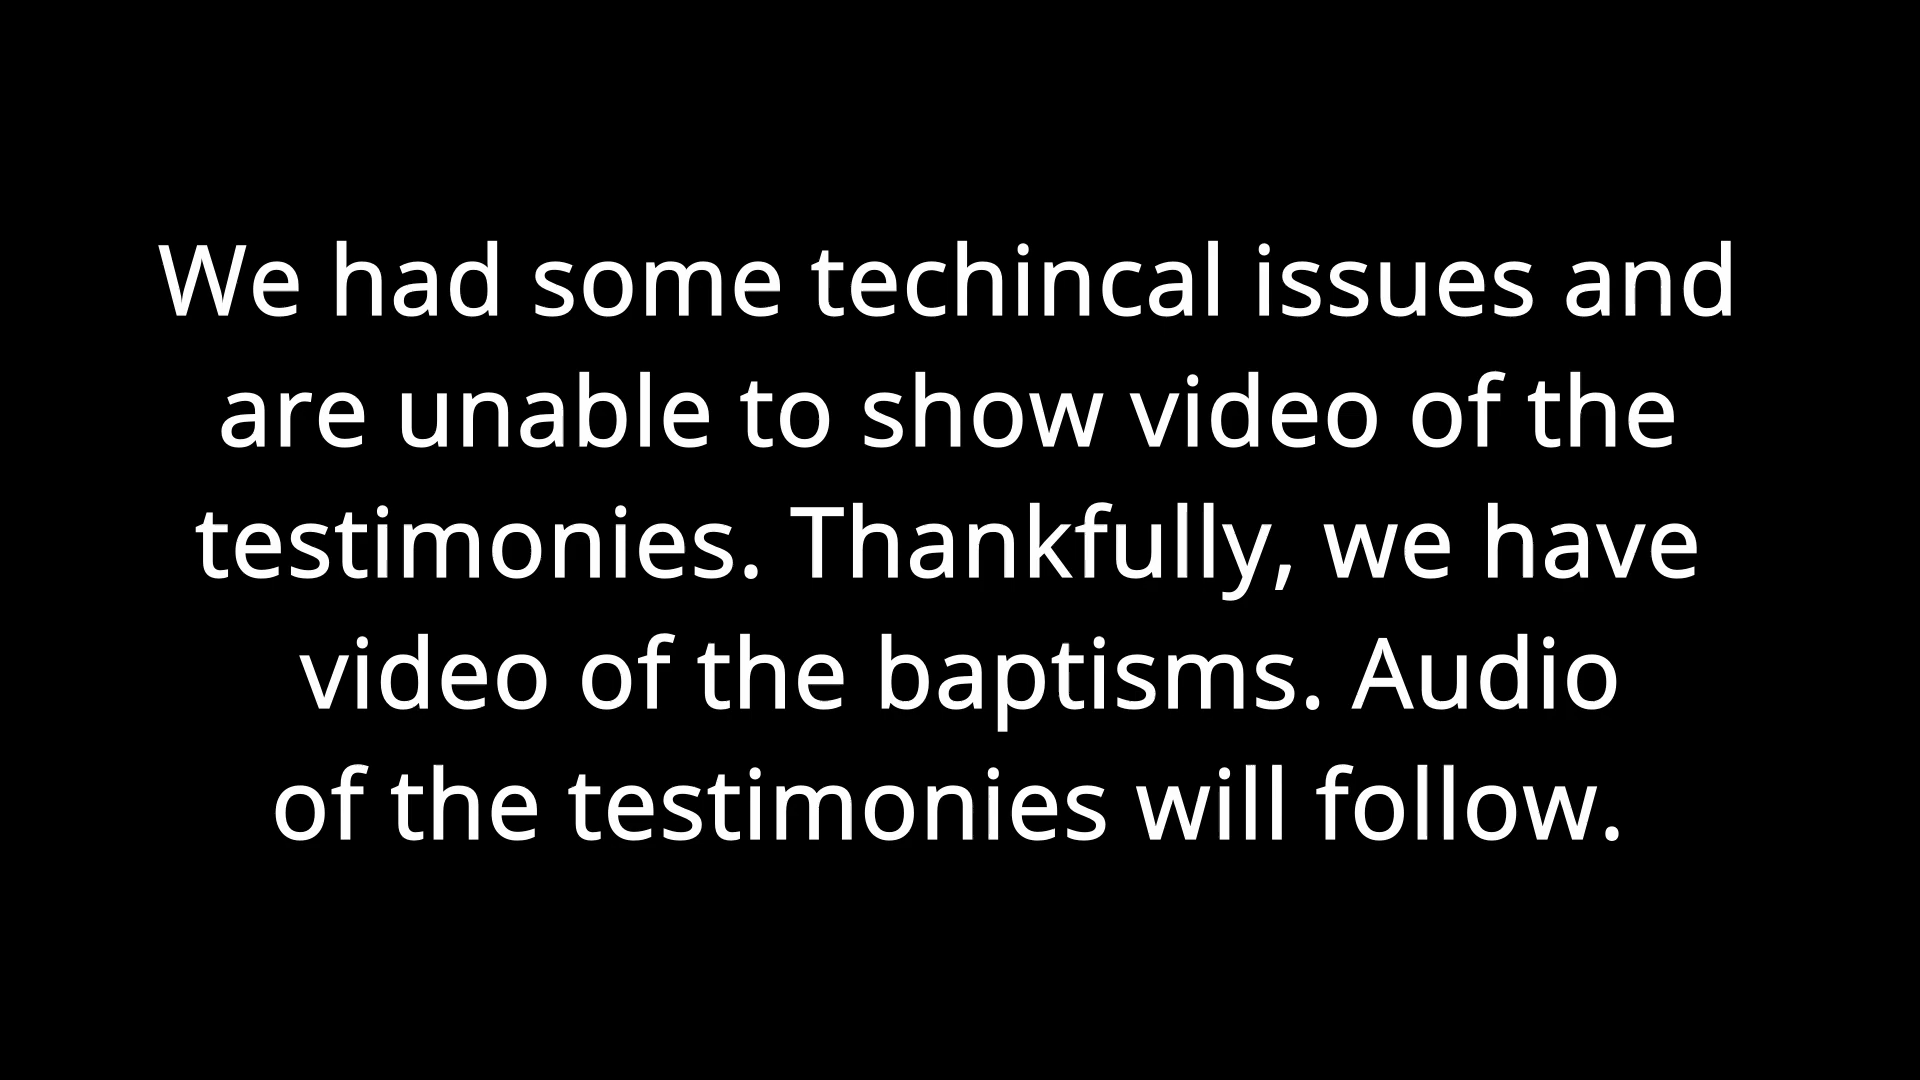 We had some techincal issues and
are unable to show video of the
testimonies. Thankfully, we have
video of the baptisms. Audio
of the testimonies will follow.